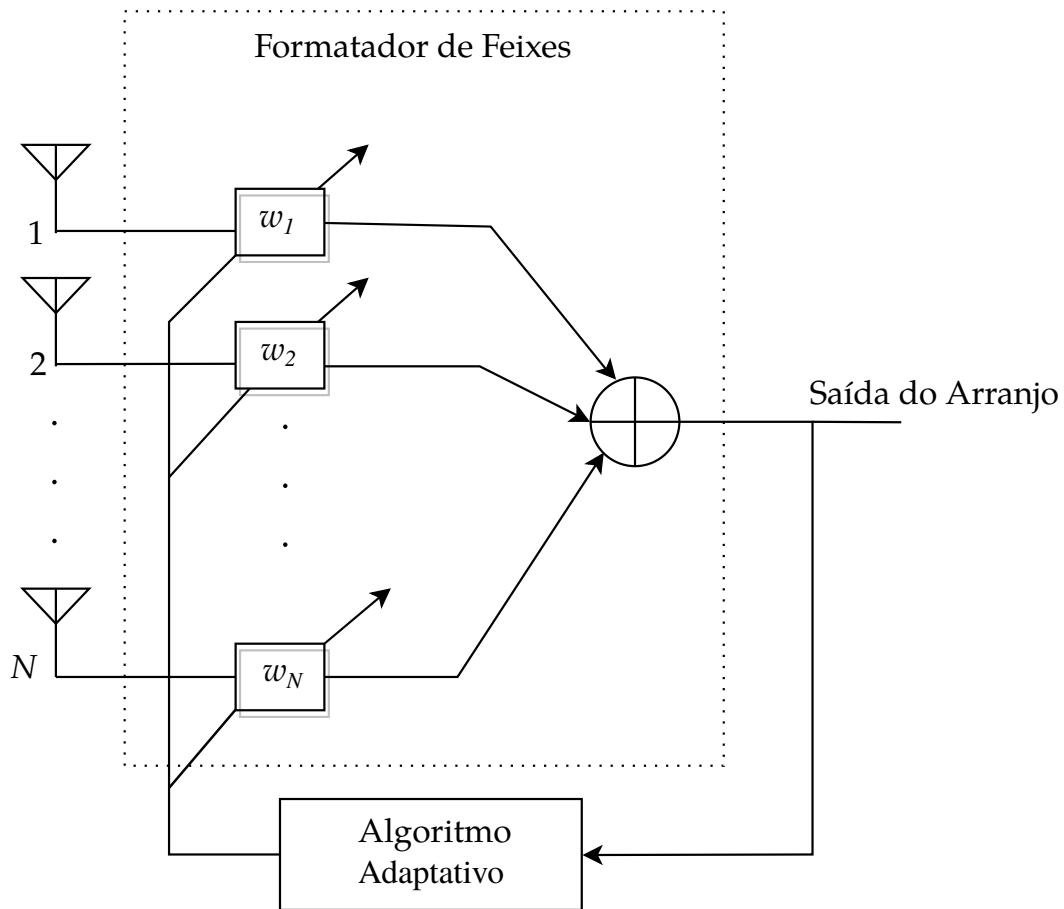 Formatador de Feixes
1
w1
2
w2
Saída do Arranjo
N
wN
Algoritmo
Adaptativo